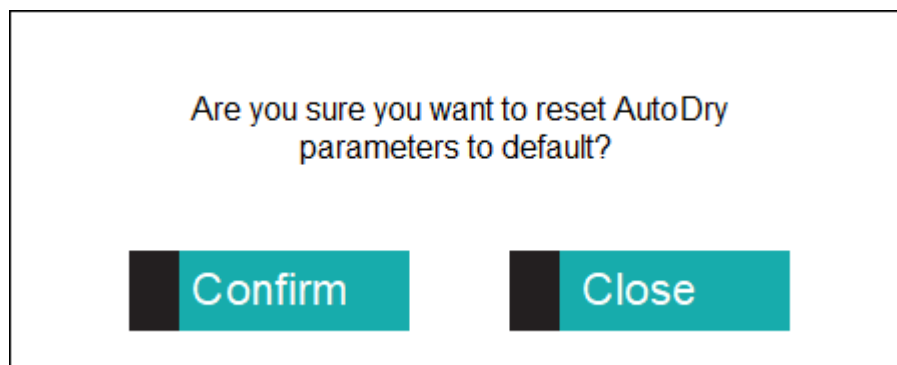 Are you sure you want to reset AutoDry
parameters to default?
Confirm
Close